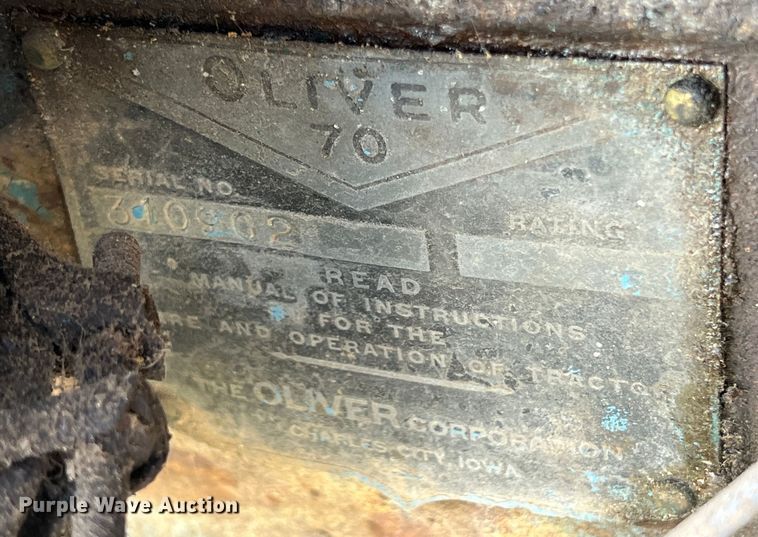 OLIVER
70
SERIAL NO.
RATING
310962
READ
MANUAL OF INSTRUCTIONS
FOR THE
AND OPERATION OF TRACTOR
THE OLIVER CORPORATION
CHARLES CITY, IOWA
Purple Wave Auction